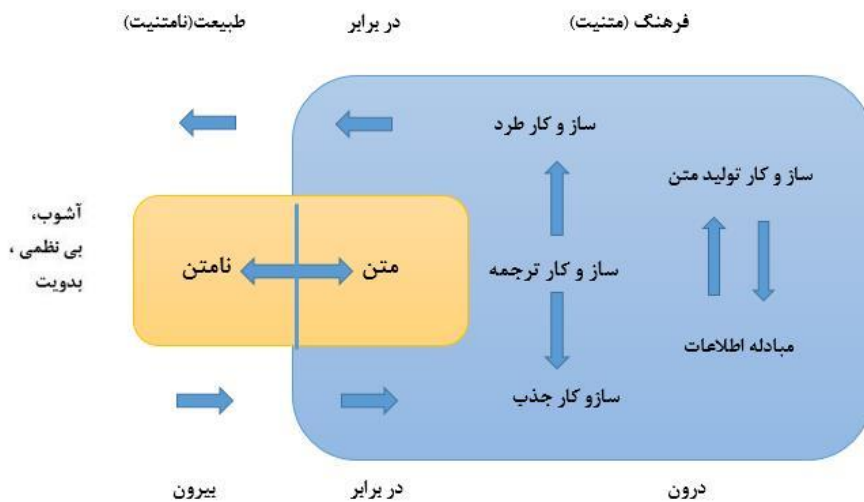 فرهنگ (متنیت)
در برابر
طبیعت(نامتنیت)
ساز و کار طرد
ساز و کار تولید متن
آشوب،
بی نظمی ،
بدویت
نامتن
متن
ساز و کار ترجمه
مبادله اطلاعات
سازو کار جذب
درون
در برابر
بیرون